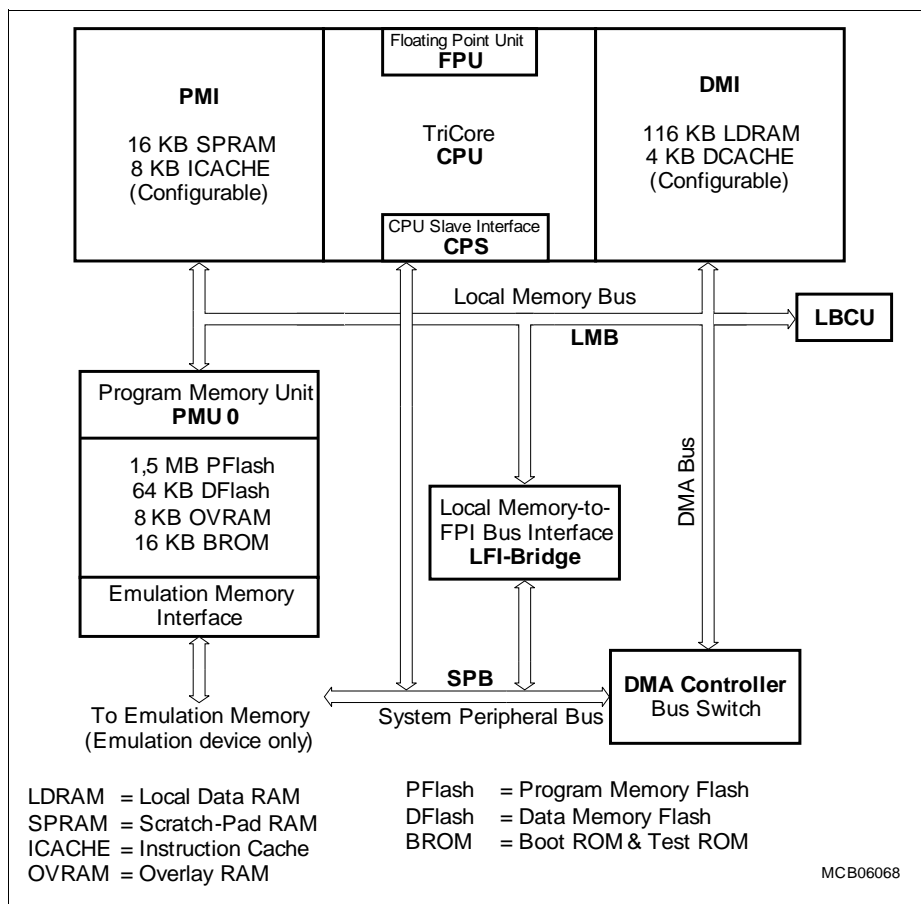 Floating Point Unit
FPU
PMI
16 KB SPRAM
8 KB ICACHE
(Configurable)
TriCore
CPU
DMI
116 KB LDRAM
4 KB DCACHE
(Configurable)
CPU Slave Interface
CPS
Local Memory Bus
LMB
LBCU
Program Memory Unit
PMU 0
1,5 MB PFlash
64 KB DFlash
8 KB OVRAM
16 KB BROM
Emulation Memory
Interface
Local Memory-to-
FPI Bus Interface
LFI-Bridge
DMA Bus
To Emulation Memory
(Emulation device only)
SPB
System Peripheral Bus
DMA Controller
Bus Switch
LDRAM = Local Data RAM
SPRAM = Scratch-Pad RAM
ICACHE = Instruction Cache
OVRAM = Overlay RAM
PFlash = Program Memory Flash
DFlash = Data Memory Flash
BROM = Boot ROM & Test ROM
MCB06068